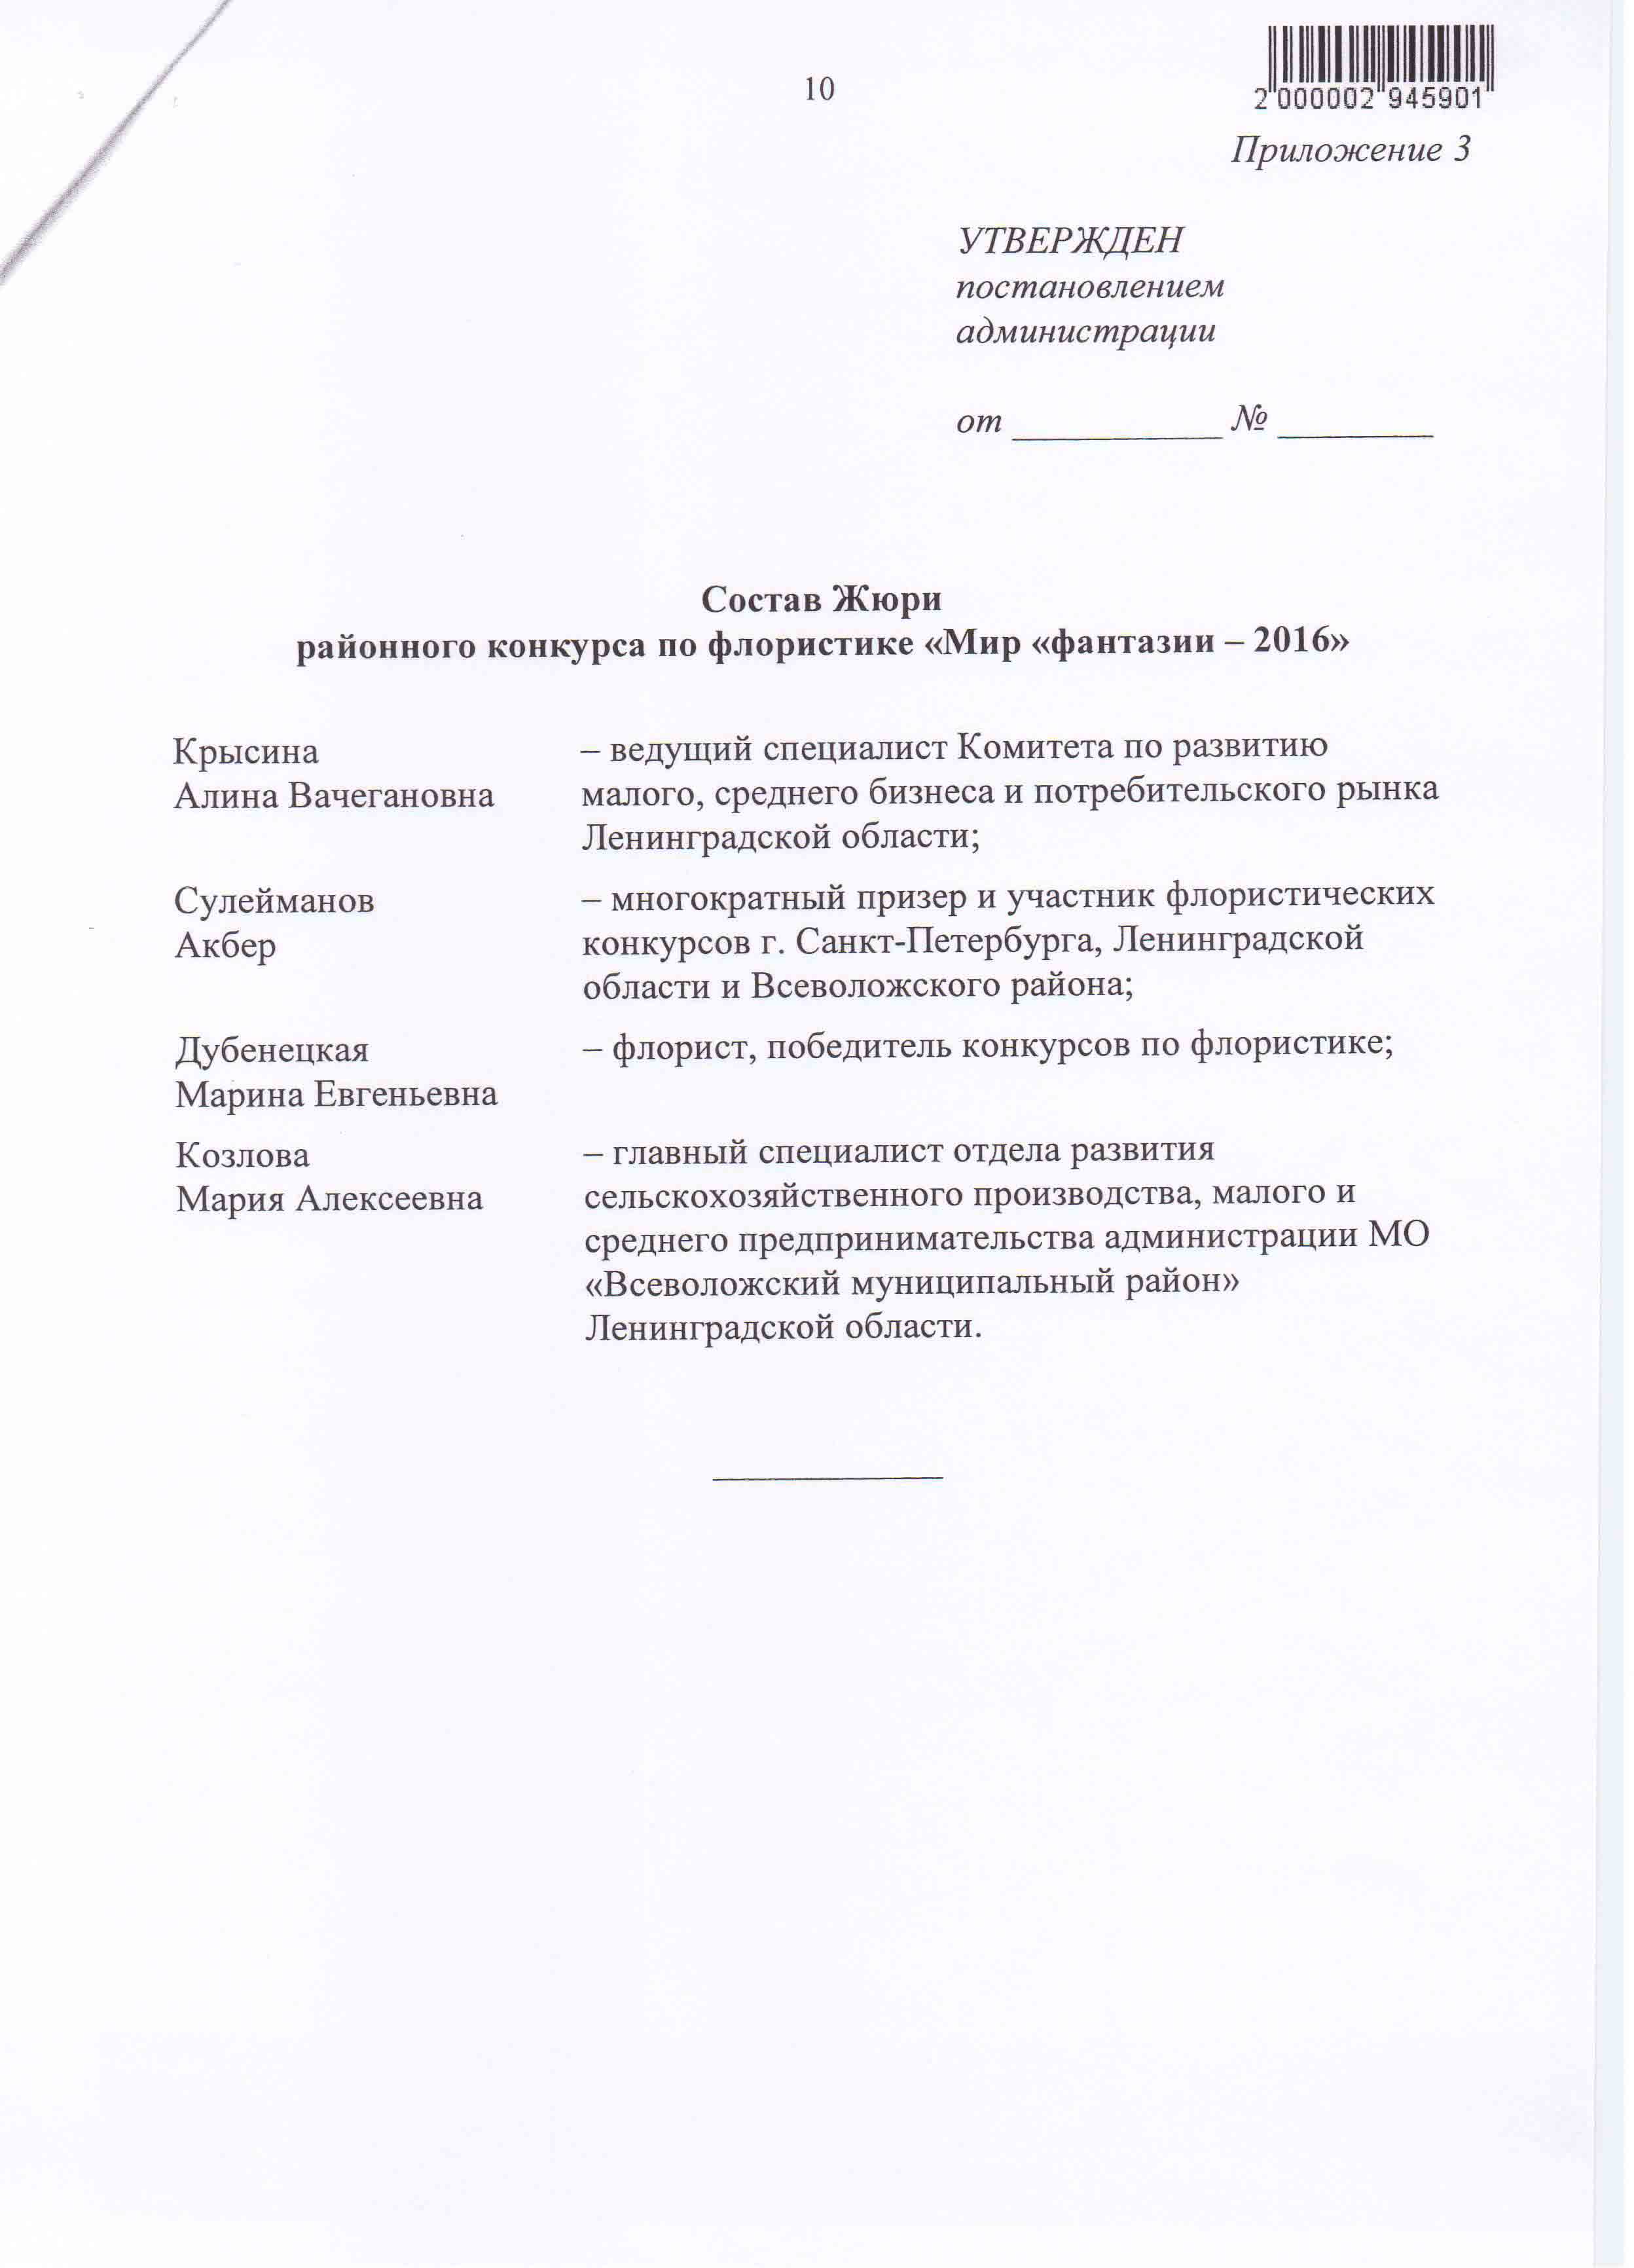 10
2 000002 945901
Приложение 3
УТВЕРЖДЕН
постановлением
администрации
от ____________ № _________
Состав Жюри
районного конкурса по флористике «Мир «фантазии – 2016»
Крысина
Алина Вачегановна
– ведущий специалист Комитета по развитию
малого, среднего бизнеса и потребительского рынка
Ленинградской области;
Сулейманов
Акбер
– многократный призер и участник флористических
конкурсов г. Санкт-Петербурга, Ленинградской
области и Всеволожского района;
Дубенецкая
Марина Евгеньевна
– флорист, победитель конкурсов по флористике;
Козлова
Мария Алексеевна
– главный специалист отдела развития
сельскохозяйственного производства, малого и
среднего предпринимательства администрации МО
«Всеволожский муниципальный район»
Ленинградской области.